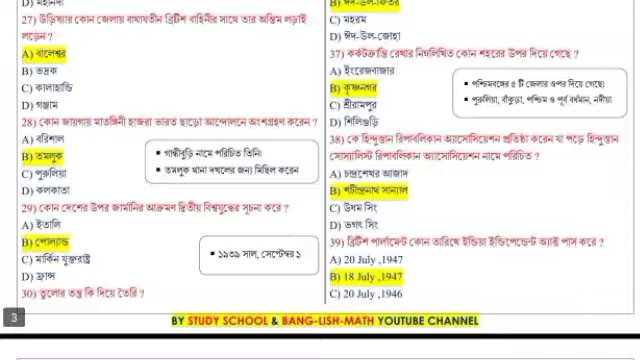 D) মহানদী
27) উড়িষ্যার কোন জেলায় বাঘাযতীন ব্রিটিশ বাহিনীর সাথে তার অন্তিম লড়াই
লড়েন ?
A) বালেশ্বর
B) ভদ্রক
C) কালাহান্ডি
D) গঞ্জাম
28) কোন জায়গায় মাতঙ্গিনী হাজরা ভারত ছাড়ো আন্দোলনে অংশগ্রহণ করেন ?
A) বরিশাল
B) তমলুক
C) পুরুলিয়া
D) কলকাতা
▪ গান্ধীবুড়ি নামে পরিচিত তিনি।
▪ তমলুক থানা দখলের জন্য মিছিল করেন
29) কোন দেশের উপর জার্মানির আক্রমণ দ্বিতীয় বিশ্বযুদ্ধের সূচনা করে ?
A) ইতালি
B) পোল্যান্ড
C) মার্কিন যুক্তরাষ্ট্র
D) ফ্রান্স
▪ ১৯৩৯ সাল, সেপ্টেম্বর ১
30) তুলোর তন্তু কি দিয়ে তৈরি ?
B) ঈদ-উল-ফিতর
C) মহরম
D) ঈদ-উল-জোহা
37) কর্কটক্রান্তি রেখার নিম্নলিখিত কোন শহরের উপর দিয়ে গেছে ?
A) ইংরেজবাজার
B) কৃষ্ণনগর
C) শ্রীরামপুর
D) শিলিগুড়ি
▪ পশ্চিমবঙ্গের ৫ টি জেলার ওপর দিয়ে গেছে।
▪ পুরুলিয়া, বাঁকুড়া, পশ্চিম ও পূর্ব বর্ধমান, নদীয়া
38) কে হিন্দুস্তান রিপাবলিকান অ্যাসোসিয়েশন প্রতিষ্ঠা করেন যা পড়ে হিন্দুস্তান
সোস্যালিস্ট রিপাবলিকান অ্যাসোসিয়েশন নামে পরিচিত ?
A) চন্দ্রশেখর আজাদ
B) শচীন্দ্রনাথ সান্যাল
C) উধম সিং
D) ভগৎ সিং
39) ব্রিটিশ পার্লামেন্ট কোন তারিখে ইন্ডিয়া ইন্ডিপেন্ডেন্ট অ্যাক্ট পাস করে ?
A) 20 July ,1947
B) 18 July ,1947
C) 20 July ,1946
3
BY STUDY SCHOOL & BANG-LISH-MATH YOUTUBE CHANNEL